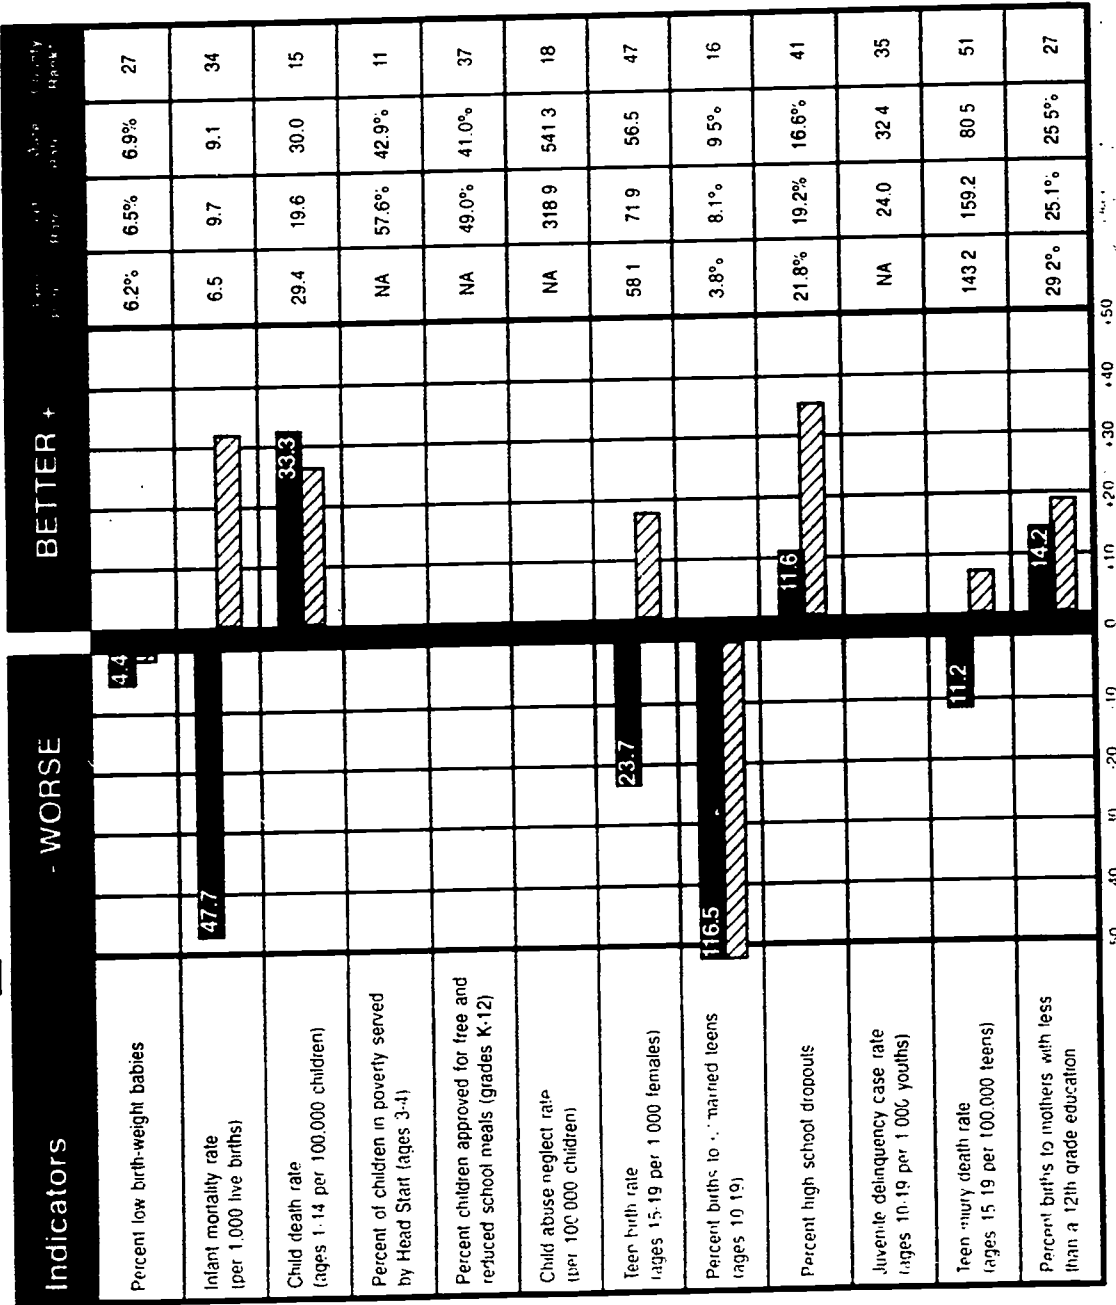 Indicators - WORSE BETTER +
Percent low birth-weight babies 4.4 6.2% 6.5% 6.9% 27
Infant mortality rate
(per 1,000 live births) 47.7 6.5 9.7 9.1 34
Child death rate
(ages 1-14 per 100,000 children) 33.3 29.4 19.6 30.0 15
Percent of children in poverty served
by Head Start (ages 3-4) NA 57.6% 42.9% 11
Percent children approved for free and
reduced school meals (grades K-12) NA 49.0% 41.0% 37
Child abuse neglect rate
(per 100 000 children) NA 318 9 541 3 18
Teen birth rate
(ages 15-19 per 1 000 females) 23.7 58 1 71 9 56.5 47
Percent births to married teens
(ages 10 19) 116.5 3.8% 8.1% 9 5% 16
Percent high school dropouts 11.6 21.8% 19.2% 16.6% 41
Juvenile delinquency case rate
(ages 10-19 per 1 000 youths) NA 24.0 32 4 35
Teen injury death rate
(ages 15 19 per 100,000 teens) 11.2 143 2 159.2 80 5 51
Percent births to mothers with less
than a 12th grade education 14.2 29 2% 25.1% 25 5% 27
40 20 10 0 +10 +20 +30 +40 +50